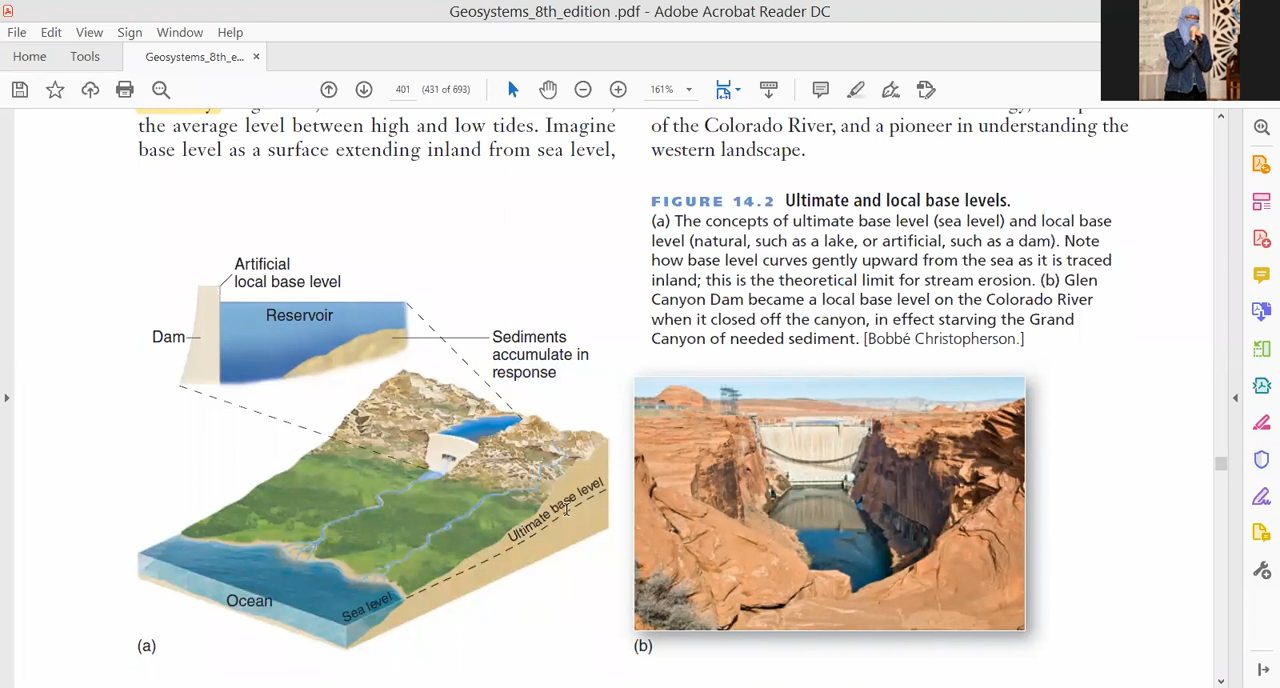 Geosystems_8th_edition .pdf - Adobe Acrobat Reader DC
File Edit View Sign Window Help
Home Tools Geosystems_8th_e... ×
401 (431 of 693) 161%
the average level between high and low tides. Imagine
base level as a surface extending inland from sea level,
of the Colorado River, and a pioneer in understanding the
western landscape.
FIGURE 14.2 Ultimate and local base levels.
(a) The concepts of ultimate base level (sea level) and local base
level (natural, such as a lake, or artificial, such as a dam). Note
how base level curves gently upward from the sea as it is traced
inland; this is the theoretical limit for stream erosion. (b) Glen
Canyon Dam became a local base level on the Colorado River
when it closed off the canyon, in effect starving the Grand
Canyon of needed sediment. [Bobbé Christopherson.]
Artificial
local base level
Reservoir
Dam
Sediments
accumulate in
response
Ultimate base level
Ocean
Sea level
(a)
(b)